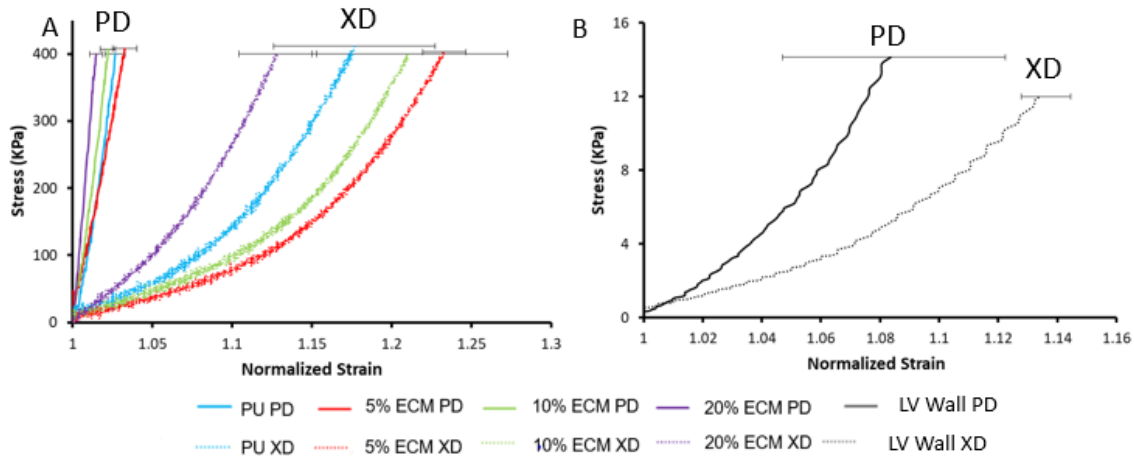 A PD XD
400
300
200
100
0
Stress (KPa)
1 1.05 1.1 1.15 1.2 1.25 1.3
Normalized Strain
B PD
XD
16
12
8
4
0
Stress (KPa)
1 1.02 1.04 1.06 1.08 1.1 1.12 1.14 1.16
Normalized Strain
PU PD 5% ECM PD 10% ECM PD 20% ECM PD LV Wall PD
PU XD 5% ECM XD 10% ECM XD 20% ECM XD LV Wall XD